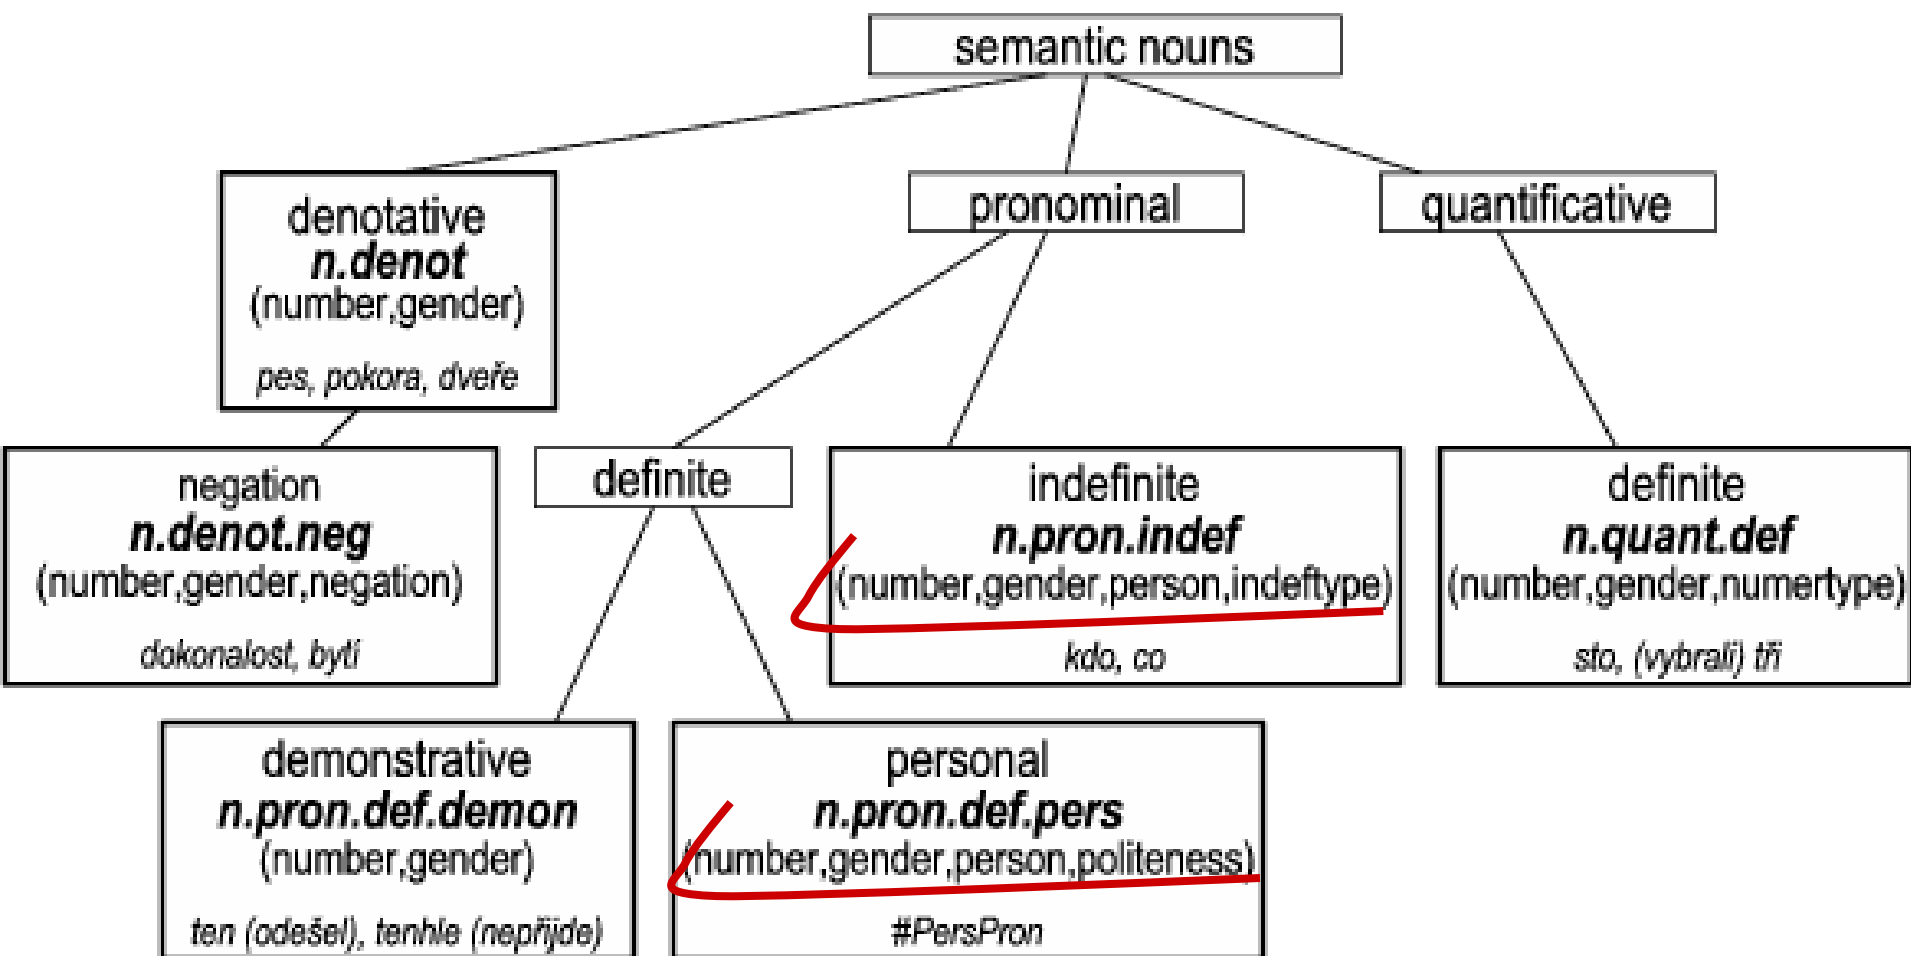 semantic nouns
denotative
n.denot
(number,gender)
pes, pokora, dveře
pronominal
quantificative
negation
n.denot.neg
(number,gender,negation)
dokonalost, bytí
definite
indefinite
n.pron.indef
(number,gender,person,indeftype)
kdo, co
definite
n.quant.def
(number,gender,numertype)
sto, (vybrali) tři
demonstrative
n.pron.def.demon
(number,gender)
ten (odešel), tenhle (nepřijde)
personal
n.pron.def.pers
(number,gender,person,politeness)
#PersPron